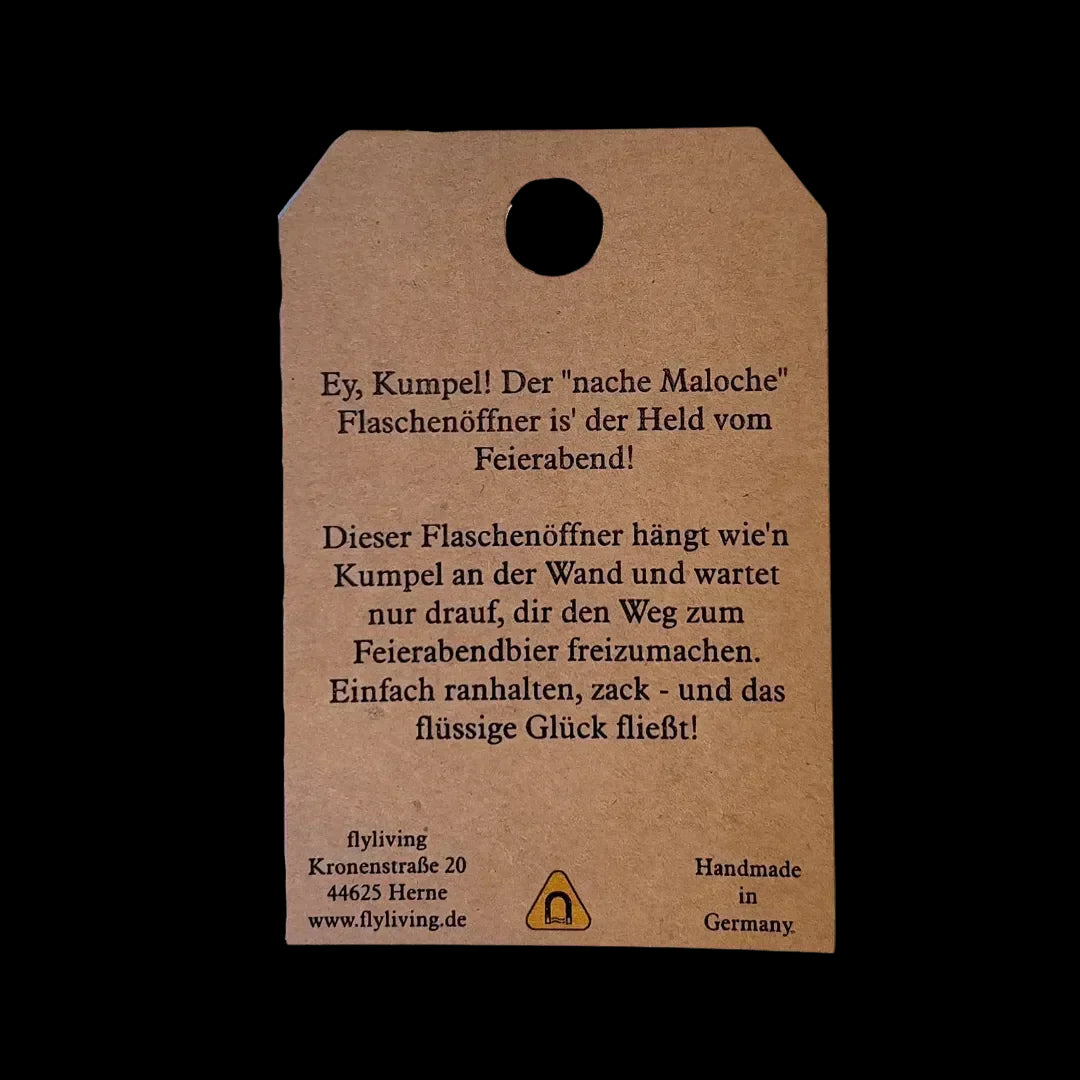 Ey, Kumpel! Der "nache Maloche"
Flaschenöffner is' der Held vom
Feierabend!
Dieser Flaschenöffner hängt wie'n
Kumpel an der Wand und wartet
nur drauf, dir den Weg zum
Feierabendbier freizumachen.
Einfach ranhalten, zack - und das
flüssige Glück fließt!
flyliving
Kronenstraße 20
44625 Herne
www.flyliving.de
Handmade
in
Germany